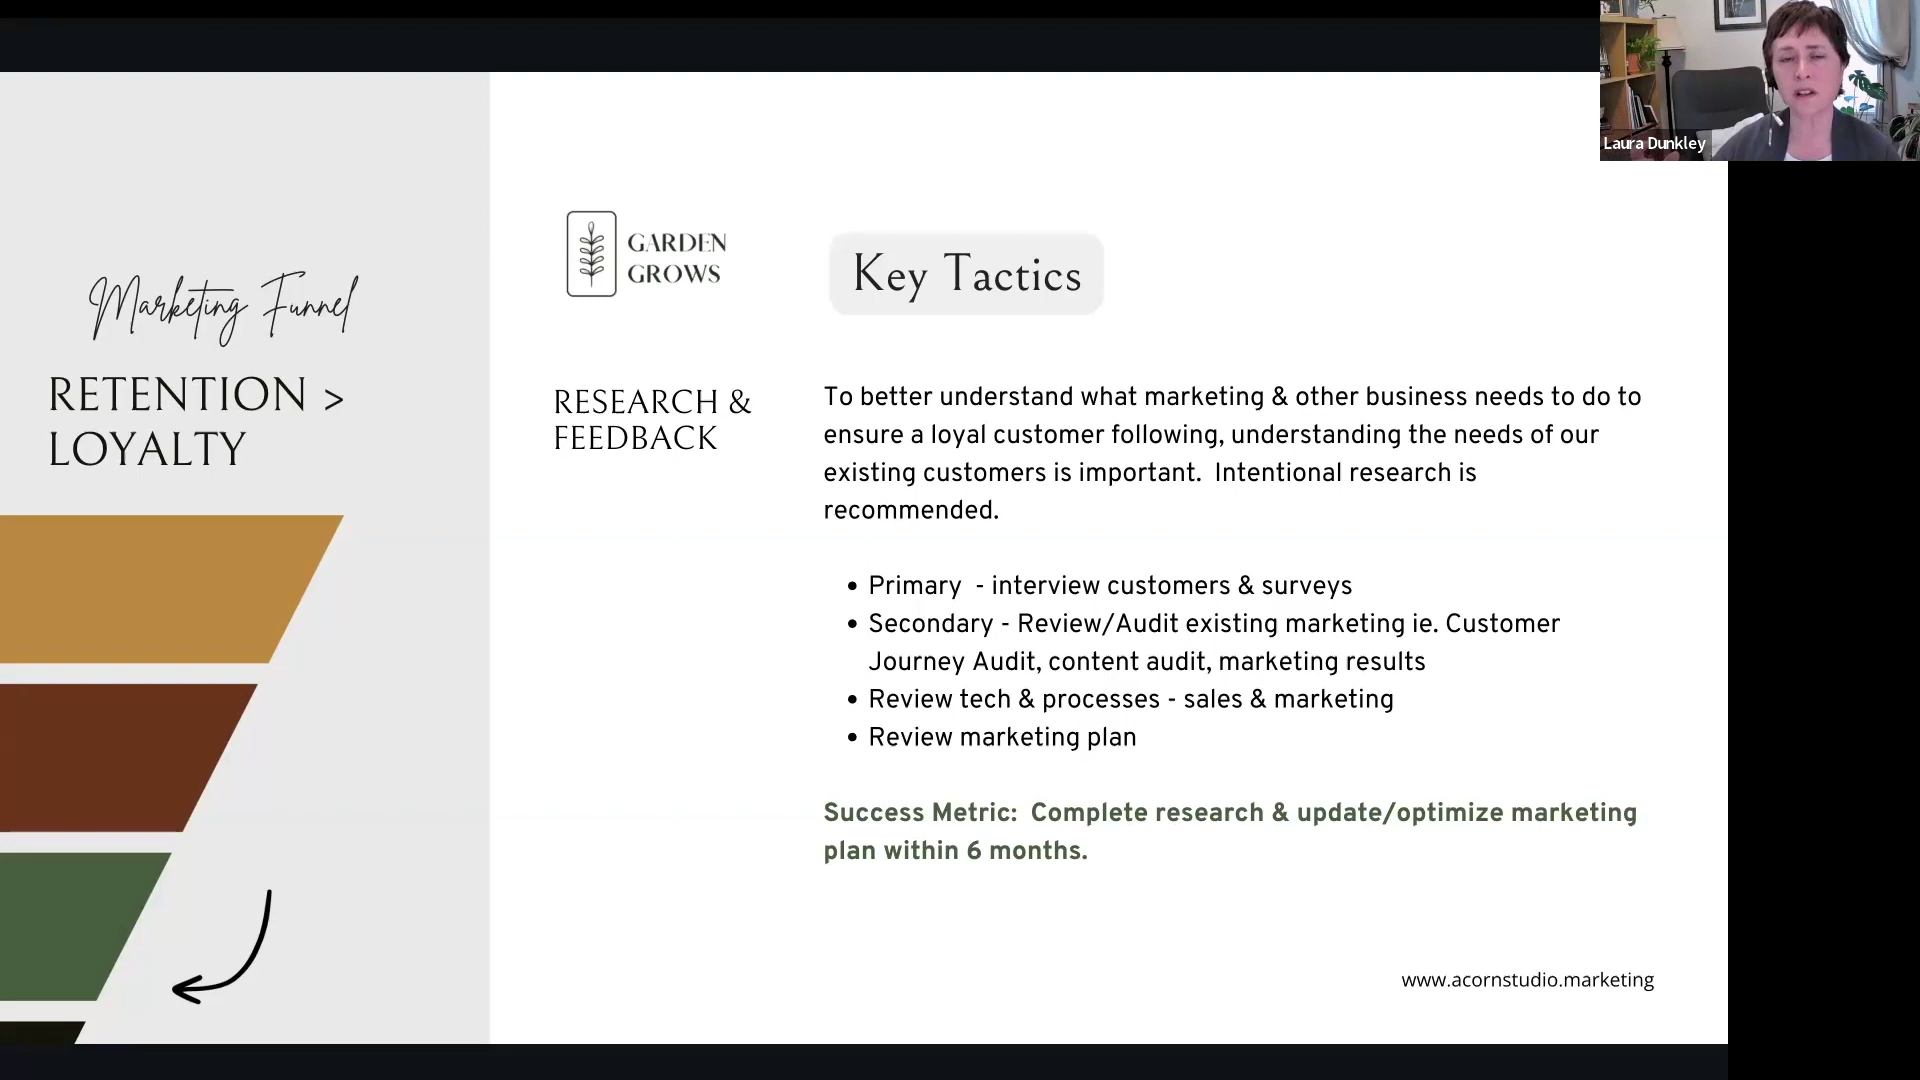 Laura Dunkley
Marketing Funnel
RETENTION >
LOYALTY
GARDEN
GROWS
Key Tactics
RESEARCH &
FEEDBACK
To better understand what marketing & other business needs to do to
ensure a loyal customer following, understanding the needs of our
existing customers is important.  Intentional research is
recommended.
• Primary  - interview customers & surveys
• Secondary - Review/Audit existing marketing ie. Customer
Journey Audit, content audit, marketing results
• Review tech & processes - sales & marketing
• Review marketing plan
Success Metric:  Complete research & update/optimize marketing
plan within 6 months.
www.acornstudio.marketing